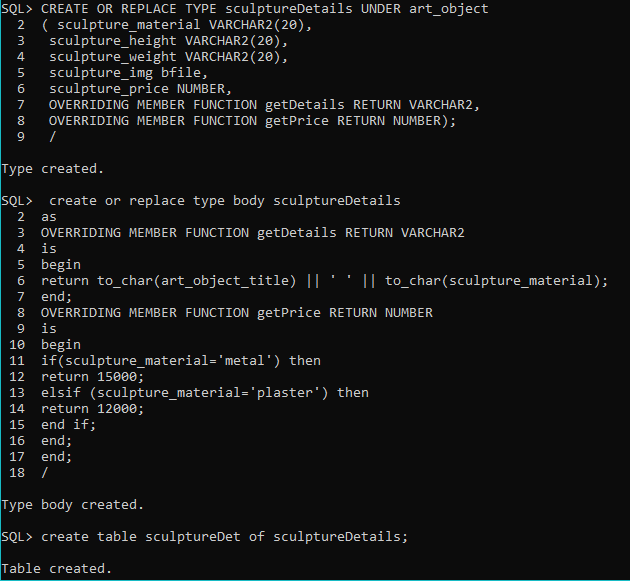 SQL> CREATE OR REPLACE TYPE sculptureDetails UNDER art_object
  2  ( sculpture_material VARCHAR2(20),
  3   sculpture_height VARCHAR2(20),
  4   sculpture_weight VARCHAR2(20),
  5   sculpture_img bfile,
  6   sculpture_price NUMBER,
  7   OVERRIDING MEMBER FUNCTION getDetails RETURN VARCHAR2,
  8   OVERRIDING MEMBER FUNCTION getPrice RETURN NUMBER);
  9   /
Type created.
SQL>  create or replace type body sculptureDetails
  2  as
  3  OVERRIDING MEMBER FUNCTION getDetails RETURN VARCHAR2
  4  is
  5  begin
  6  return to_char(art_object_title) || ' ' || to_char(sculpture_material);
  7  end;
  8  OVERRIDING MEMBER FUNCTION getPrice RETURN NUMBER
  9  is
 10  begin
 11  if(sculpture_material='metal') then
 12  return 15000;
 13  elsif (sculpture_material='plaster') then
 14  return 12000;
 15  end if;
 16  end;
 17  end;
 18  /
Type body created.
SQL> create table sculptureDet of sculptureDetails;
Table created.